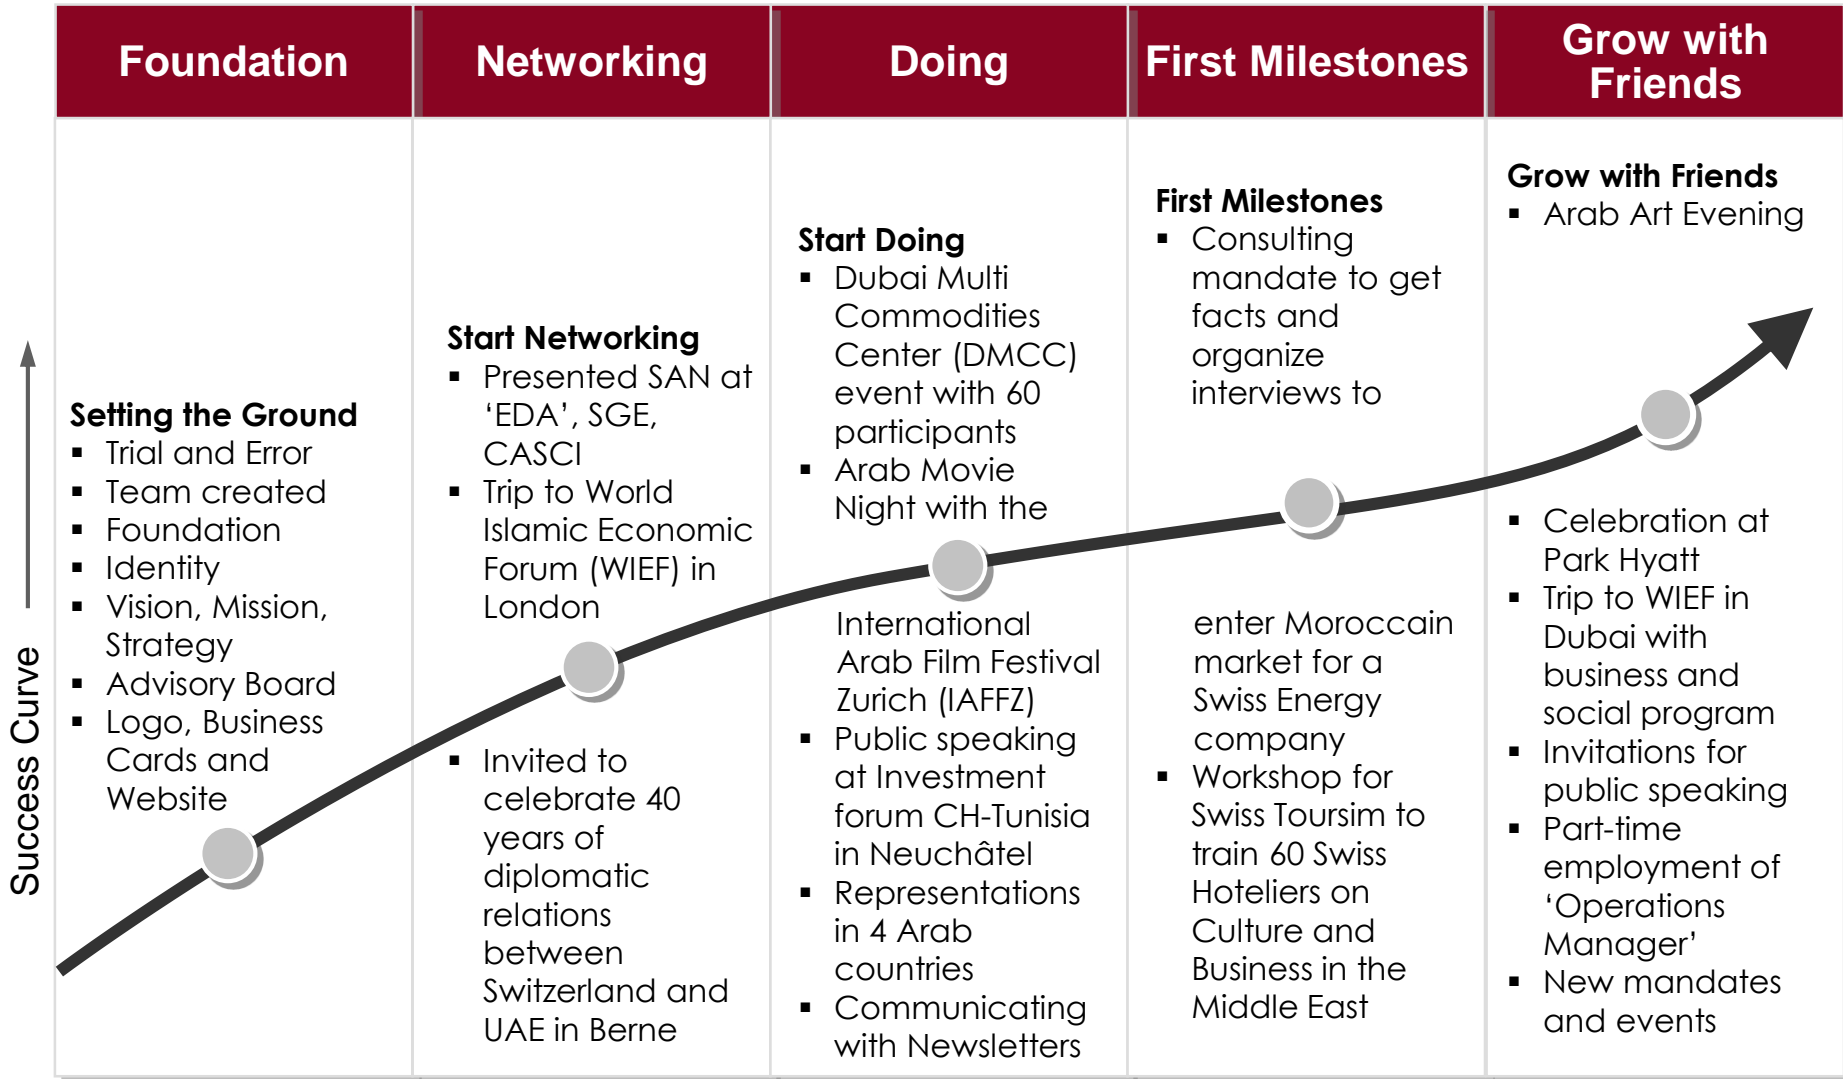 Foundation
Networking
Doing
First Milestones
Grow with
Friends
Success Curve
Setting the Ground
▪ Trial and Error
▪ Team created
▪ Foundation
▪ Identity
▪ Vision, Mission,
Strategy
▪ Advisory Board
▪ Logo, Business
Cards and
Website
Start Networking
▪ Presented SAN at
‘EDA’, SGE,
CASCI
▪ Trip to World
Islamic Economic
Forum (WIEF) in
London
▪ Invited to
celebrate 40
years of
diplomatic
relations
between
Switzerland and
UAE in Berne
Start Doing
▪ Dubai Multi
Commodities
Center (DMCC)
event with 60
participants
▪ Arab Movie
Night with the
International
Arab Film Festival
Zurich (IAFFZ)
▪ Public speaking
at Investment
forum CH-Tunisia
in Neuchâtel
▪ Representations
in 4 Arab
countries
▪ Communicating
with Newsletters
First Milestones
▪ Consulting
mandate to get
facts and
organize
interviews to
enter Moroccain
market for a
Swiss Energy
company
▪ Workshop for
Swiss Toursim to
train 60 Swiss
Hoteliers on
Culture and
Business in the
Middle East
Grow with Friends
▪ Arab Art Evening
▪ Celebration at
Park Hyatt
▪ Trip to WIEF in
Dubai with
business and
social program
▪ Invitations for
public speaking
▪ Part-time
employment of
‘Operations
Manager’
▪ New mandates
and events